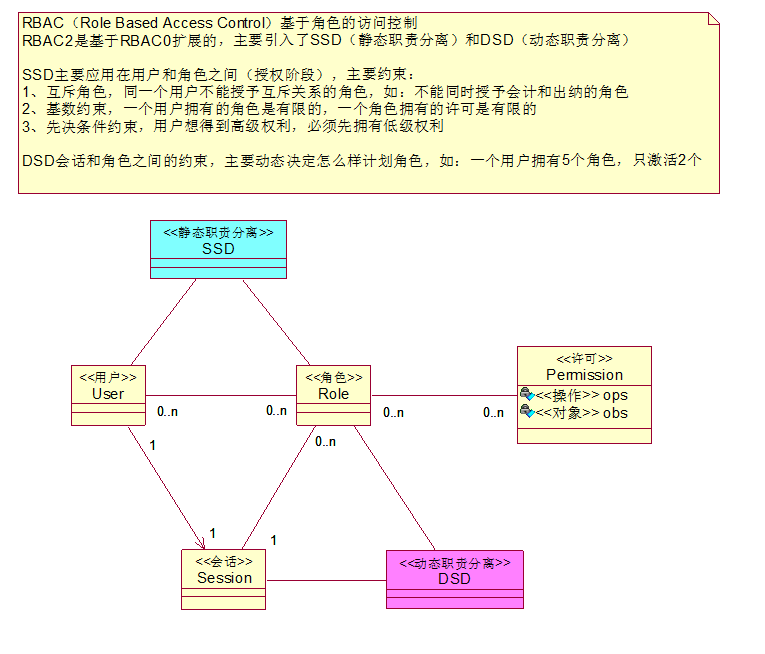 RBAC（Role Based Access Control）基于角色的访问控制
RBAC2是基于RBAC0扩展的，主要引入了SSD（静态职责分离）和DSD（动态职责分离）
SSD主要应用在用户和角色之间（授权阶段），主要约束：
1、互斥角色，同一个用户不能授予互斥关系的角色，如：不能同时授予会计和出纳的角色
2、基数约束，一个用户拥有的角色是有限的，一个角色拥有的许可是有限的
3、先决条件约束，用户想得到高级权利，必须先拥有低级权利
DSD会话和角色之间的约束，主要动态决定怎么样计划角色，如：一个用户拥有5个角色，只激活2个
<<静态职责分离>>
SSD
<<用户>>
User
<<角色>>
Role
<<许可>>
Permission
<<操作>> ops
<<对象>> obs
0..n
0..n
0..n
0..n
1
0..n
1
1
<<会话>>
Session
<<动态职责分离>>
DSD